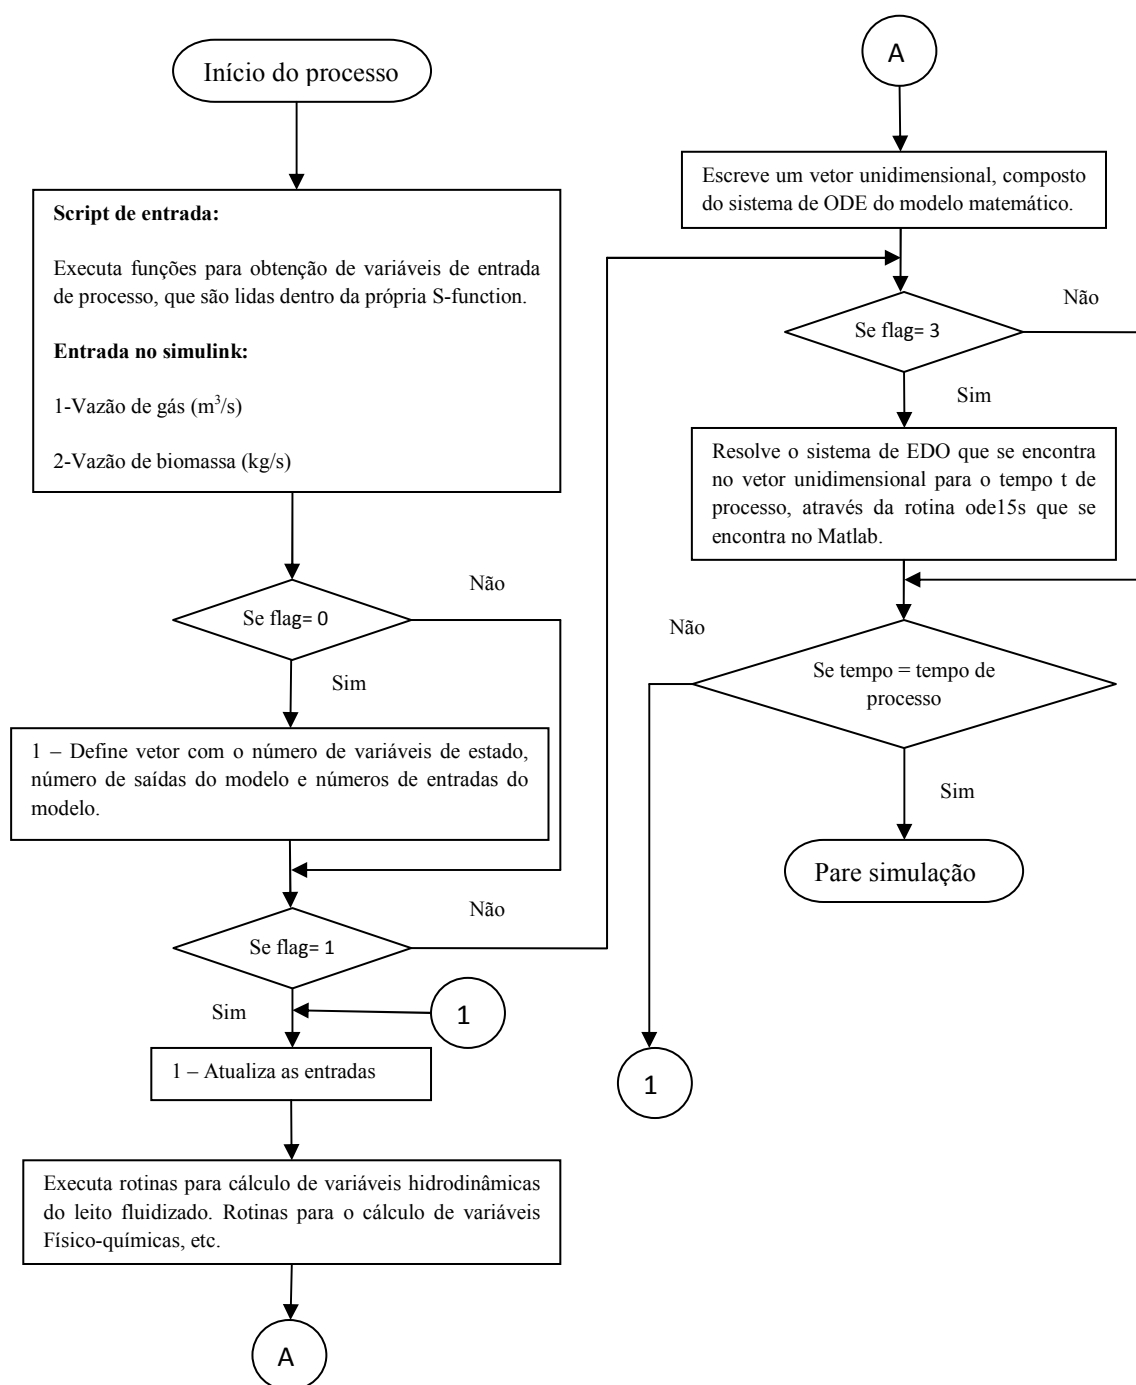 Início do processo
Script de entrada:
Executa funções para obtenção de variáveis de entrada
de processo, que são lidas dentro da própria S-function.
Entrada no simulink:
1-Vazão de gás (m³/s)
2-Vazão de biomassa (kg/s)
Se flag= 0
Não
Sim
1 – Define vetor com o número de variáveis de estado,
número de saídas do modelo e números de entradas do
modelo.
Se flag= 1
Não
Sim
1
1 – Atualiza as entradas
Executa rotinas para cálculo de variáveis hidrodinâmicas
do leito fluidizado. Rotinas para o cálculo de variáveis
Físico-químicas, etc.
A
A
Escreve um vetor unidimensional, composto
do sistema de ODE do modelo matemático.
Se flag= 3
Não
Sim
Resolve o sistema de EDO que se encontra
no vetor unidimensional para o tempo t de
processo, através da rotina ode15s que se
encontra no Matlab.
Não
Se tempo = tempo de
processo
Sim
Pare simulação
1